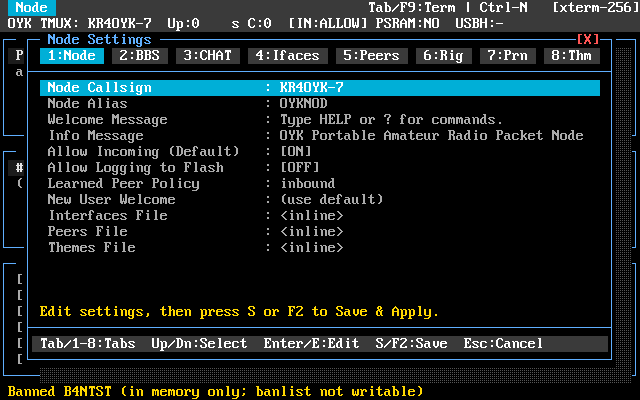 Node Tab/F9:Term | Ctrl-N [xterm-256]
OYK TMUX: KR4OYK-7 Up:0 s C:0 [IN:ALLOW] PSRAM:NO USBH:-
Node Settings [X]
P 1:Node 2:BBS 3:CHAT 4:Ifaces 5:Peers 6:Rig 7:Prn 8:Thm
a
Node Callsign : KR4OYK-7
Node Alias : OYKNOD
Welcome Message : Type HELP or ? for commands.
Info Message : OYK Portable Amateur Radio Packet Node
Allow Incoming (Default) : [ON]
# Allow Logging to Flash : [OFF]
( Learned Peer Policy : inbound
New User Welcome : (use default)
Interfaces File : <inline>
Peers File : <inline>
Themes File : <inline>
[
[
[ Edit settings, then press S or F2 to Save & Apply.
[
[ Tab/1-8:Tabs Up/Dn:Select Enter/E:Edit S/F2:Save Esc:Cancel
[
Banned B4NTST (in memory only; banlist not writable)